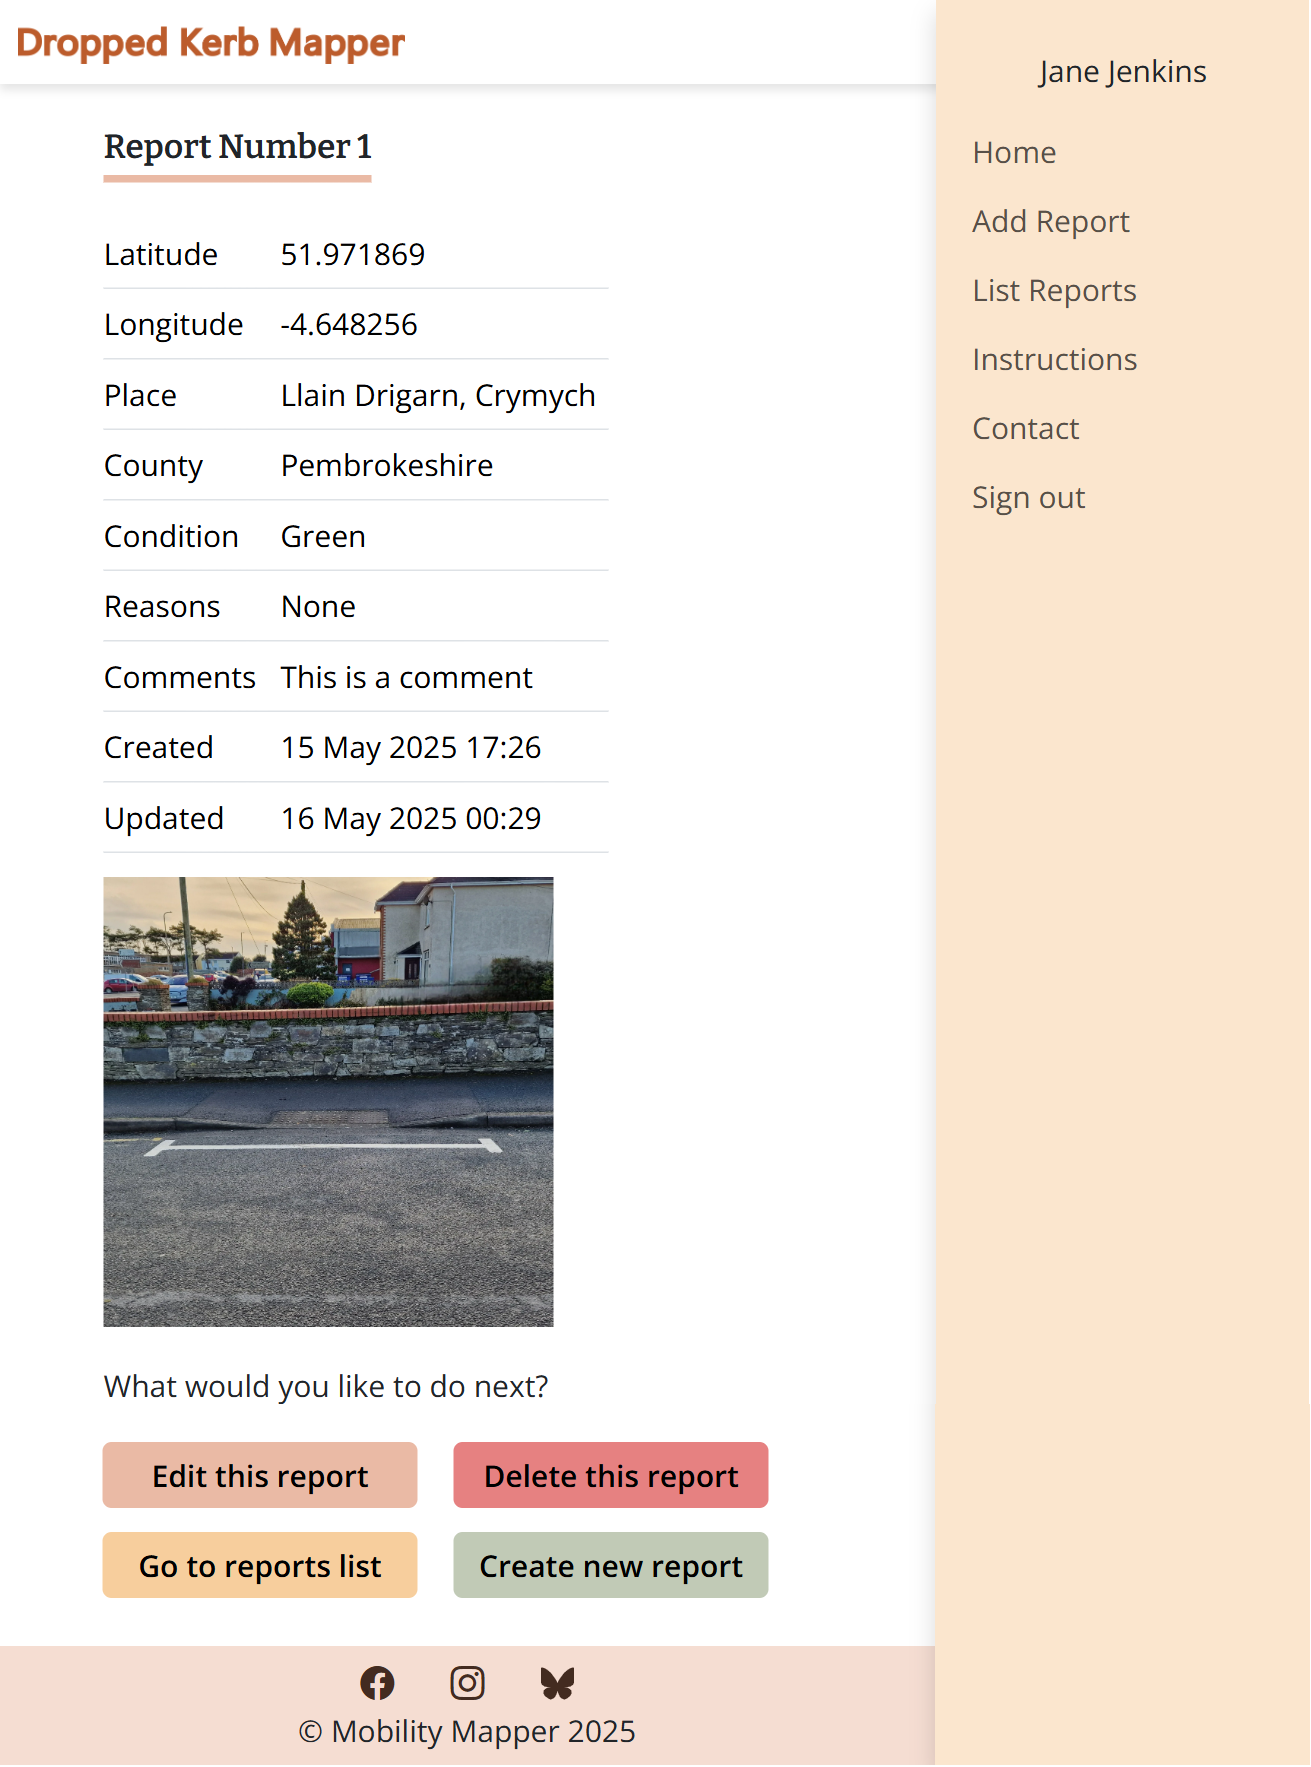 Dropped Kerb Mapper
Jane Jenkins
Home
Add Report
List Reports
Instructions
Contact
Sign out
Report Number 1
Latitude 51.971869
Longitude -4.648256
Place Llain Drigarn, Crymych
County Pembrokeshire
Condition Green
Reasons None
Comments This is a comment
Created 15 May 2025 17:26
Updated 16 May 2025 00:29
What would you like to do next?
Edit this report Delete this report
Go to reports list Create new report
© Mobility Mapper 2025